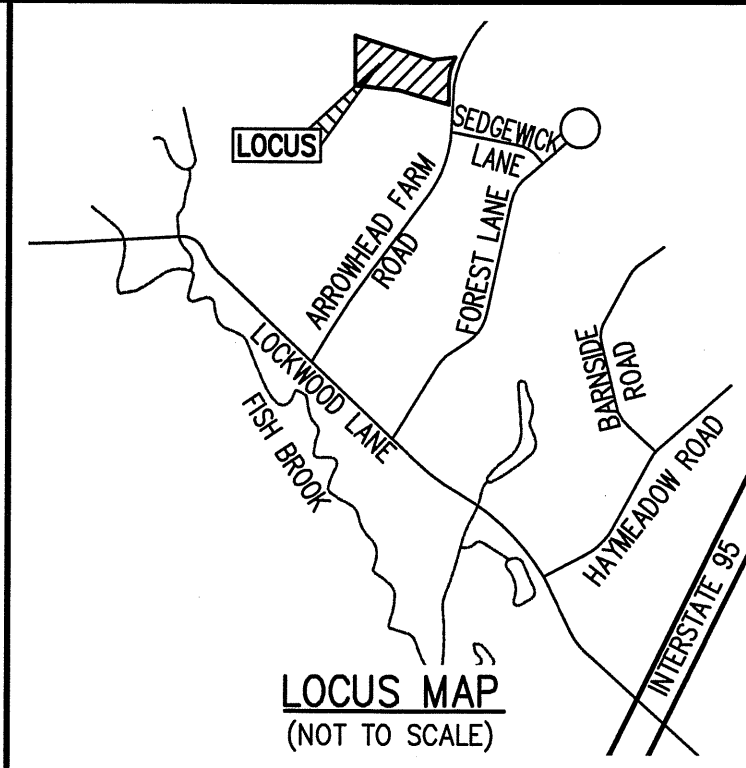 LOCUS
SEDGEWICK
LANE
ARROWHEAD FARM
ROAD
FOREST LANE
LOCKWOOD LANE
FISH BROOK
BARNSIDE
ROAD
HAYMEADOW ROAD
INTERSTATE 95
LOCUS MAP
(NOT TO SCALE)